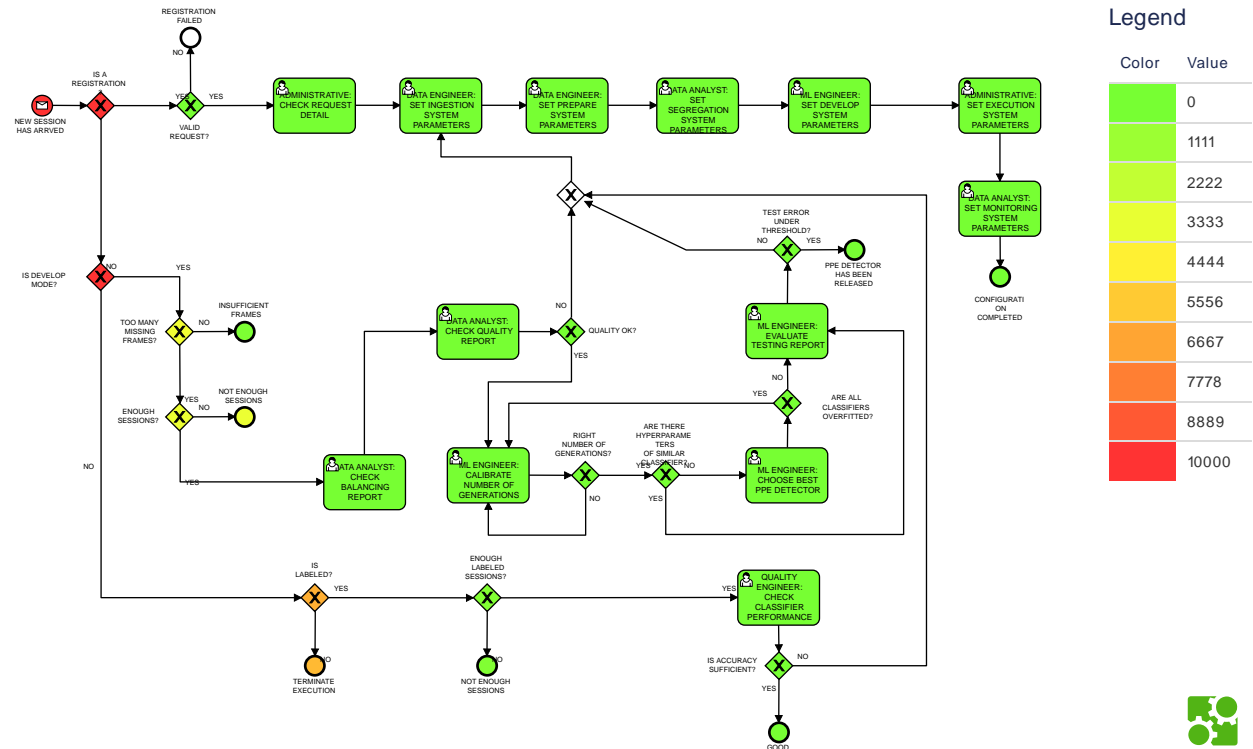 REGISTRATION
FAILED
NO
IS A
REGISTRATION
?
YES
YES
NEW SESSION
HAS ARRVED
VALID
REQUEST?
ADMINISTRATIVE:
CHECK REQUEST
DETAIL
DATA ENGINEER:
SET INGESTION
SYSTEM
PARAMETERS
DATA ENGINEER:
SET PREPARE
SYSTEM
PARAMETERS
DATA ANALYST:
SET
SEGREGATION
SYSTEM
PARAMETERS
ML ENGINEER:
SET DEVELOP
SYSTEM
PARAMETERS
ADMINISTRATIVE:
SET EXECUTION
SYSTEM
PARAMETERS
DATA ANALYST:
SET MONITORING
SYSTEM
PARAMETERS
CONFIGURATI
ON
COMPLETED
TEST ERROR
UNDER
THRESHOLD?
NO
YES
PPE DETECTOR
HAS BEEN
RELEASED
IS DEVELOP
MODE?
NO
YES
TOO MANY
MISSING
FRAMES?
NO
INSUFFICIENT
FRAMES
YES
ENOUGH
SESSIONS?
NO
NOT ENOUGH
SESSIONS
YES
DATA ANALYST:
CHECK QUALITY
REPORT
NO
QUALITY OK?
YES
ML ENGINEER:
EVALUATE
TESTING REPORT
NO
YES
ARE ALL
CLASSIFIERS
OVERFITTED?
DATA ANALYST:
CHECK
BALANCING
REPORT
ML ENGINEER:
CALIBRATE
NUMBER OF
GENERATIONS
RIGHT
NUMBER OF
GENERATIONS?
NO
YES
ARE THERE
HYPERPARAME
TERS
OF SIMILAR
CLASSIFIER?
NO
YES
ML ENGINEER:
CHOOSE BEST
PPE DETECTOR
NO
IS
LABELED?
YES
NO
TERMINATE
EXECUTION
ENOUGH
LABELED
SESSIONS?
YES
NO
NOT ENOUGH
SESSIONS
QUALITY
ENGINEER:
CHECK
CLASSIFIER
PERFORMANCE
IS ACCURACY
SUFFICIENT?
NO
YES
GOOD
Legend
Color Value
0
1111
2222
3333
4444
5556
6667
7778
8889
10000